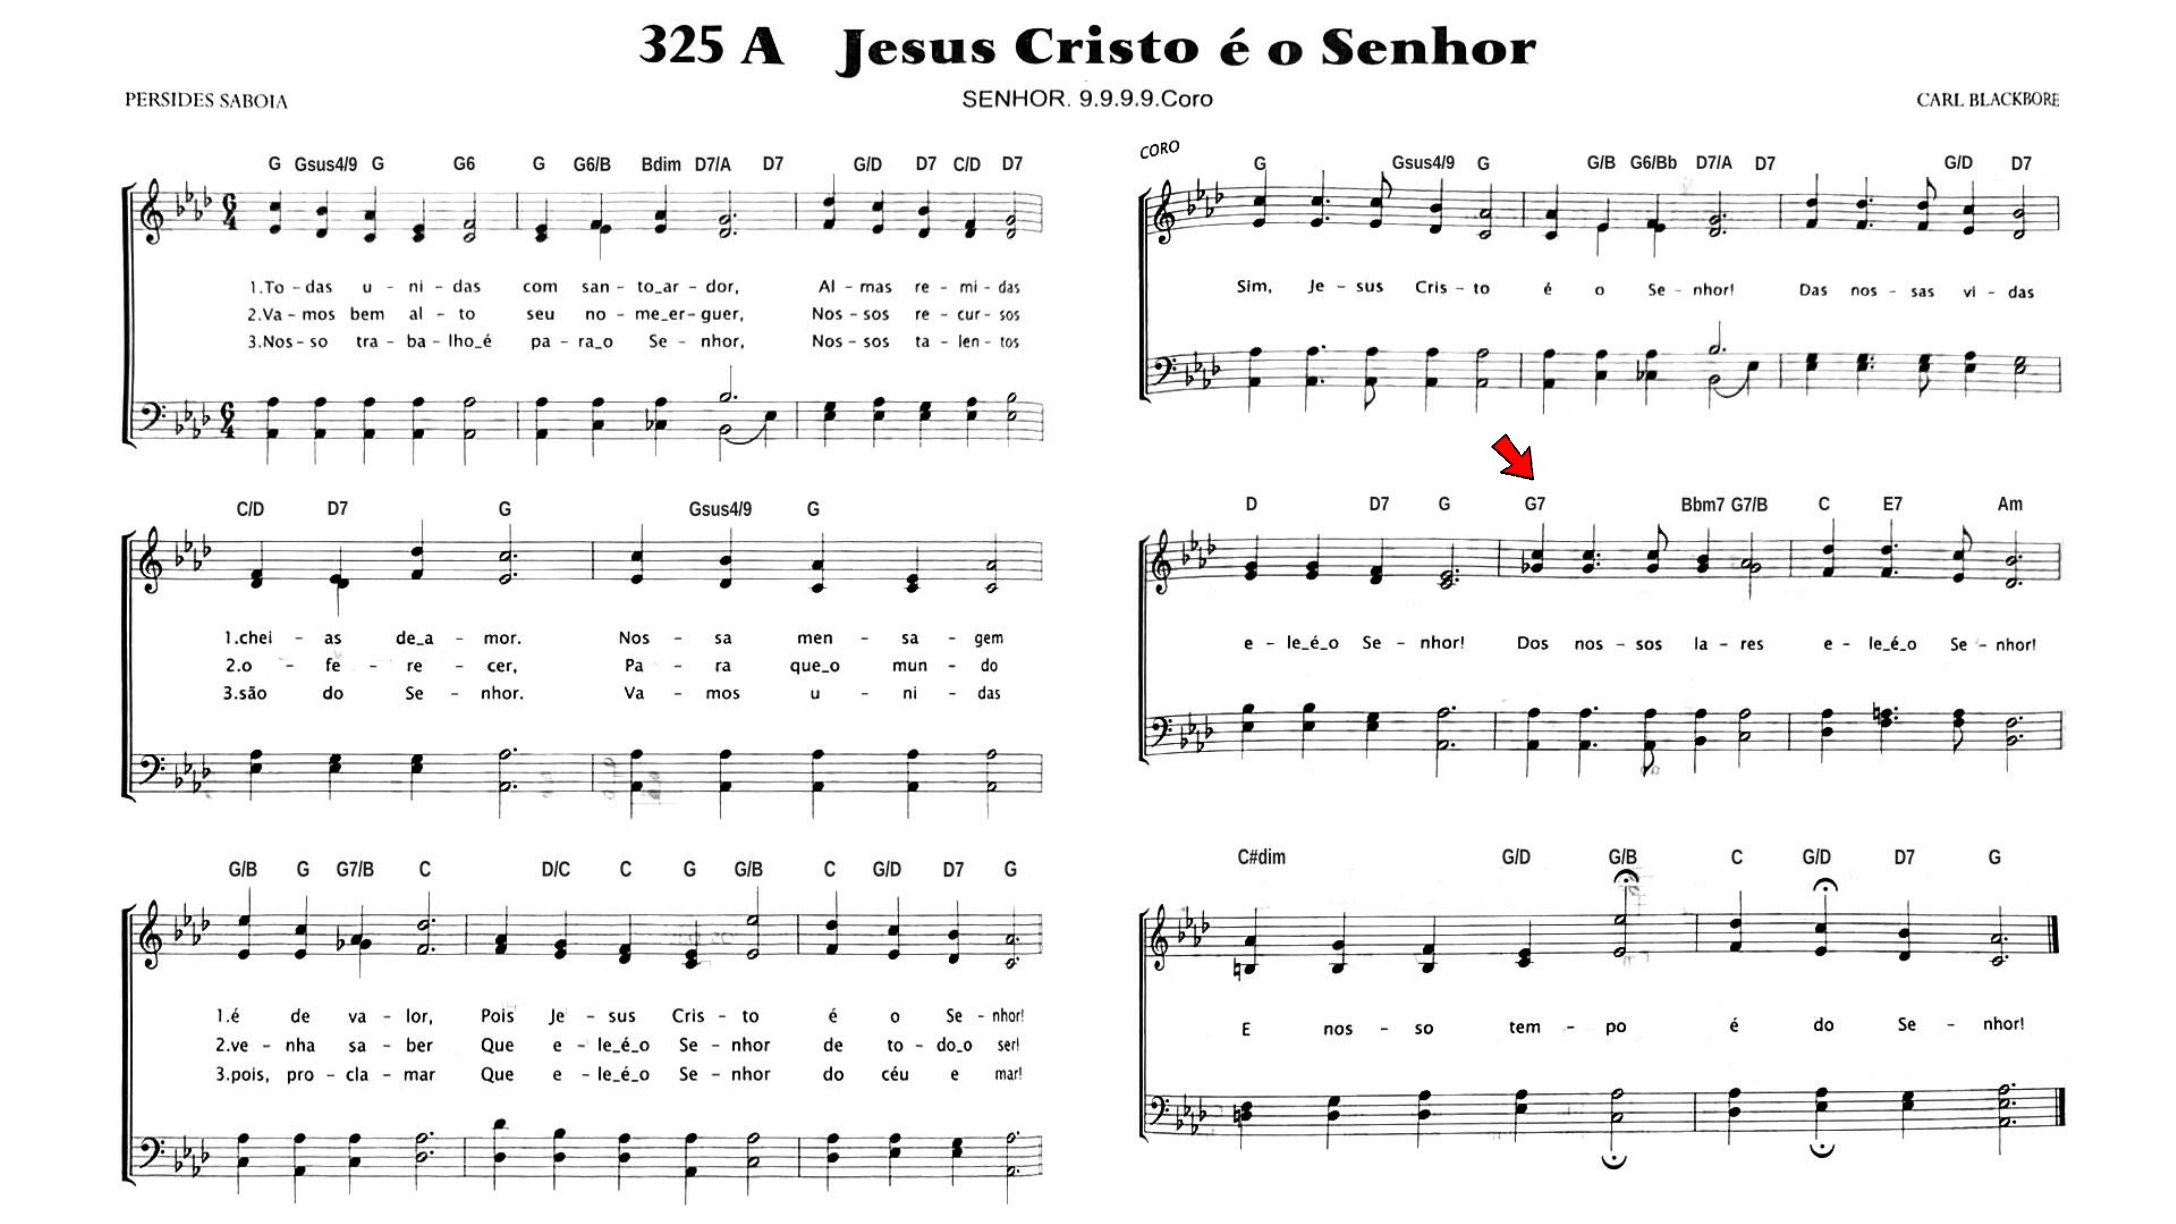 325 A Jesus Cristo é o Senhor
PERSIDES SABOIA
SENHOR. 9.9.9.9.Coro
CARL BLACKBORE
G Gsus4/9 G G6 G G6/B Bdim D7/A D7 G/D D7 C/D D7
6 4
1.To - das u - ni - das com san - to_ar - dor, Al - mas re - mi - das
2.Va - mos bem al - to seu no - me_er - guer, Nos - sos re - cur - sos
3.Nos - so tra - ba - lho_é pa - ra_o Se - nhor, Nos - sos ta - len - tos
6 4
C/D D7 G Gsus4/9 G
1.chei - as de_a - mor. Nos - sa men - sa - gem
2.o - fe - re - cer, Pa - ra que_o mun - do
3.são do Se - nhor. Va - mos u - ni - das
G/B G G7/B C D/C C G G/B C G/D D7 G
1.é de va - lor, Pois Je - sus Cris - to é o Se - nhor!
2.ve - nha sa - ber Que e - le_é_o Se - nhor de to - do_o ser!
3.pois, pro - cla - mar Que e - le_é_o Se - nhor do céu e mar!
CORO
G Gsus4/9 G G/B G6/Bb D7/A D7 G/D D7
Sim, Je - sus Cris - to é o Se - nhor! Das nos - sas vi - das
D D7 G G7 Bbm7 G7/B C E7 Am
e - le_é_o Se - nhor! Dos nos - sos la - res e - le_é_o Se - nhor!
C#dim G/D G/B C G/D D7 G
E nos - so tem - po é do Se - nhor!